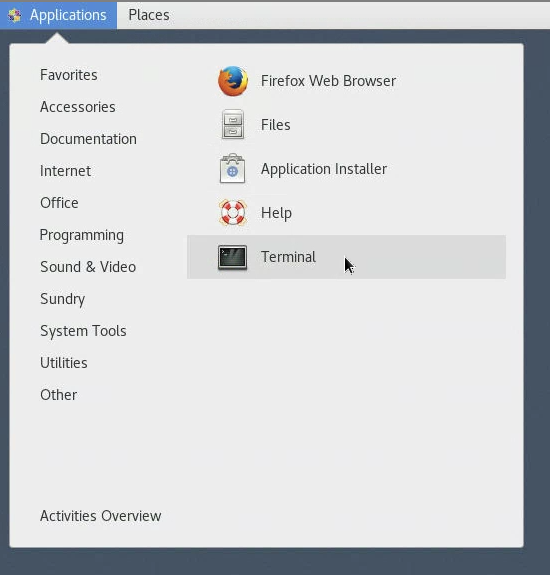 Applications Places
Favorites
Accessories
Documentation
Internet
Office
Programming
Sound & Video
Sundry
System Tools
Utilities
Other
Activities Overview
Firefox Web Browser
Files
Application Installer
Help
Terminal